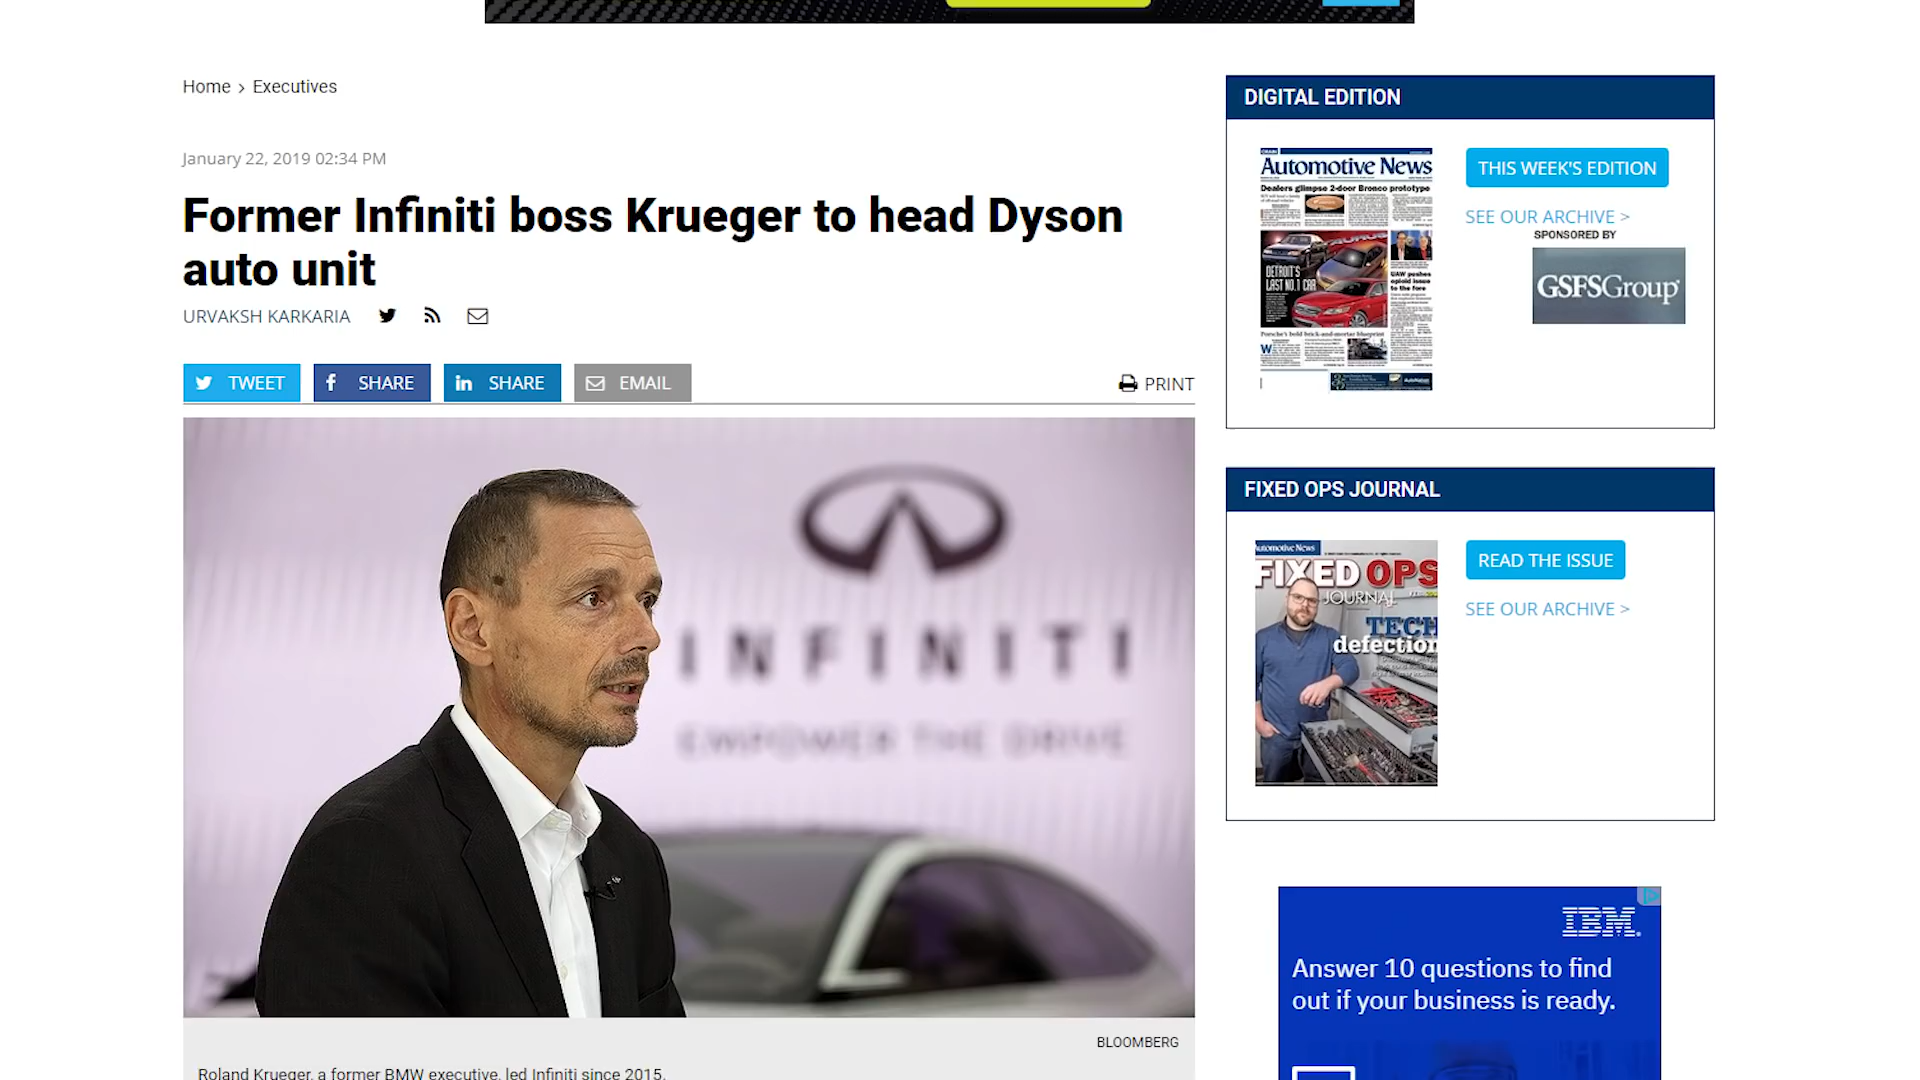 Home › Executives
January 22, 2019 02:34 PM
Former Infiniti boss Krueger to head Dyson
auto unit
URVAKSH KARKARIA
TWEET
SHARE
in SHARE
EMAIL
PRINT
INFINITI
EMPOWER THE DRIVE
BLOOMBERG
Roland Krueger, a former BMW executive, led Infiniti since 2015.
DIGITAL EDITION
Automotive News
Dealers glimpse 2-door Bronco prototype
DETROIT'S
LAST NO.1 CAR
UAW pushes
opioid issue
to the fore
Porsche's bold brick-and-mortar blueprint
THIS WEEK'S EDITION
SEE OUR ARCHIVE >
SPONSORED BY
GSFSGroup
FIXED OPS JOURNAL
Automotive News
FIXED OPS
JOURNAL
TECH
defection
READ THE ISSUE
SEE OUR ARCHIVE >
IBM
Answer 10 questions to find
out if your business is ready.